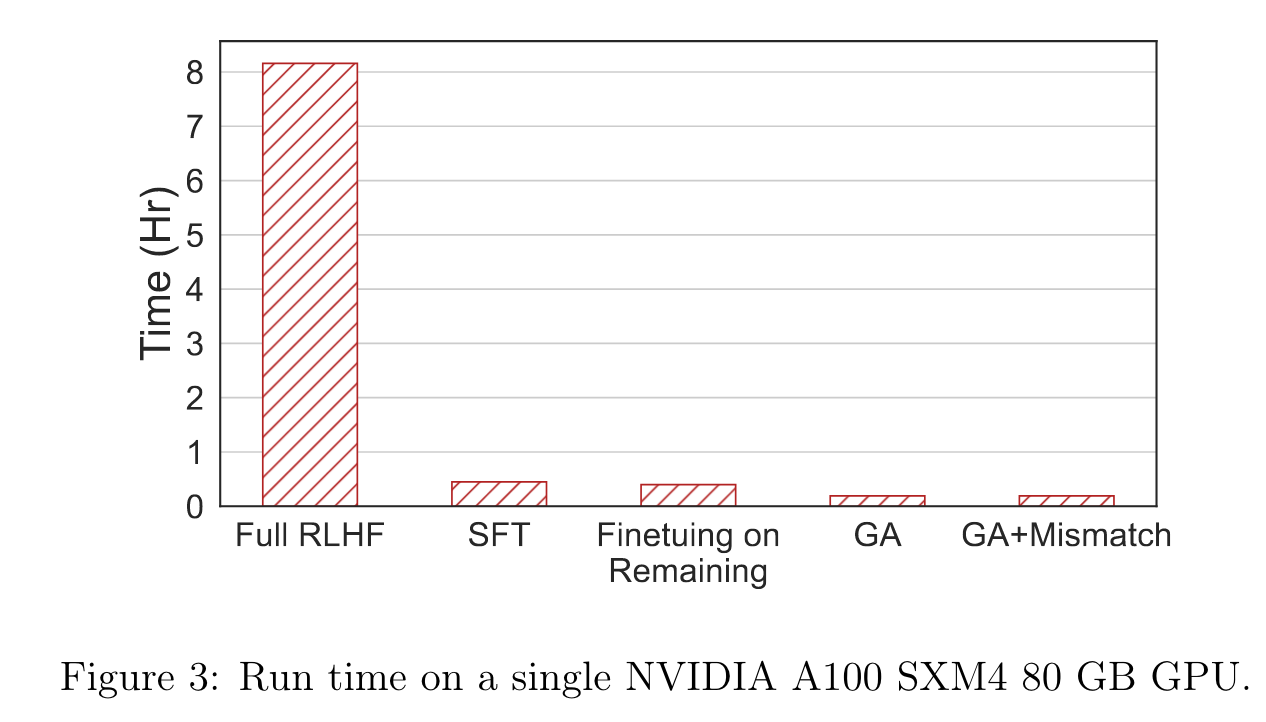 8
7
6
5
4
3
2
1
0
Time (Hr)
Full RLHF
SFT
Finetuing on
Remaining
GA
GA+Mismatch
Figure 3: Run time on a single NVIDIA A100 SXM4 80 GB GPU.